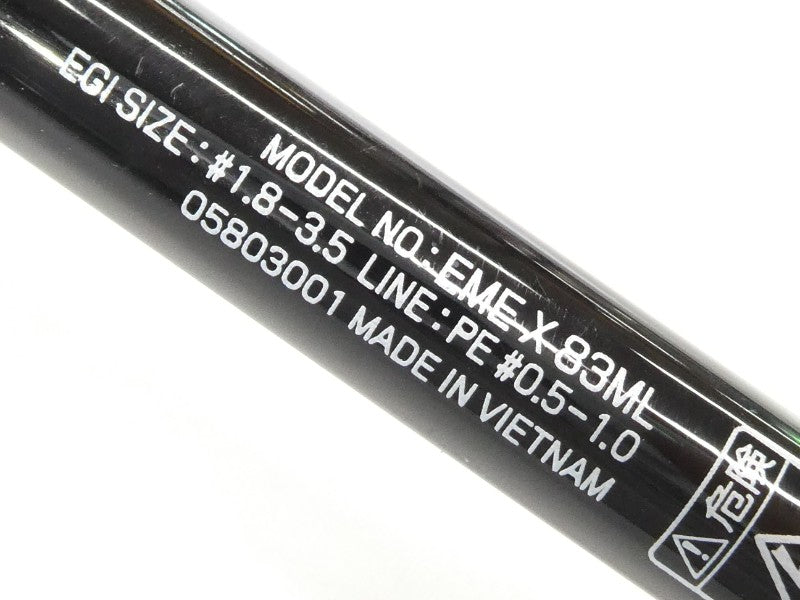 MODEL NO.: EME X 83ML
EGI SIZE: #1.8-3.5 LINE: PE #0.5-1.0
05803001 MADE IN VIETNAM
危険